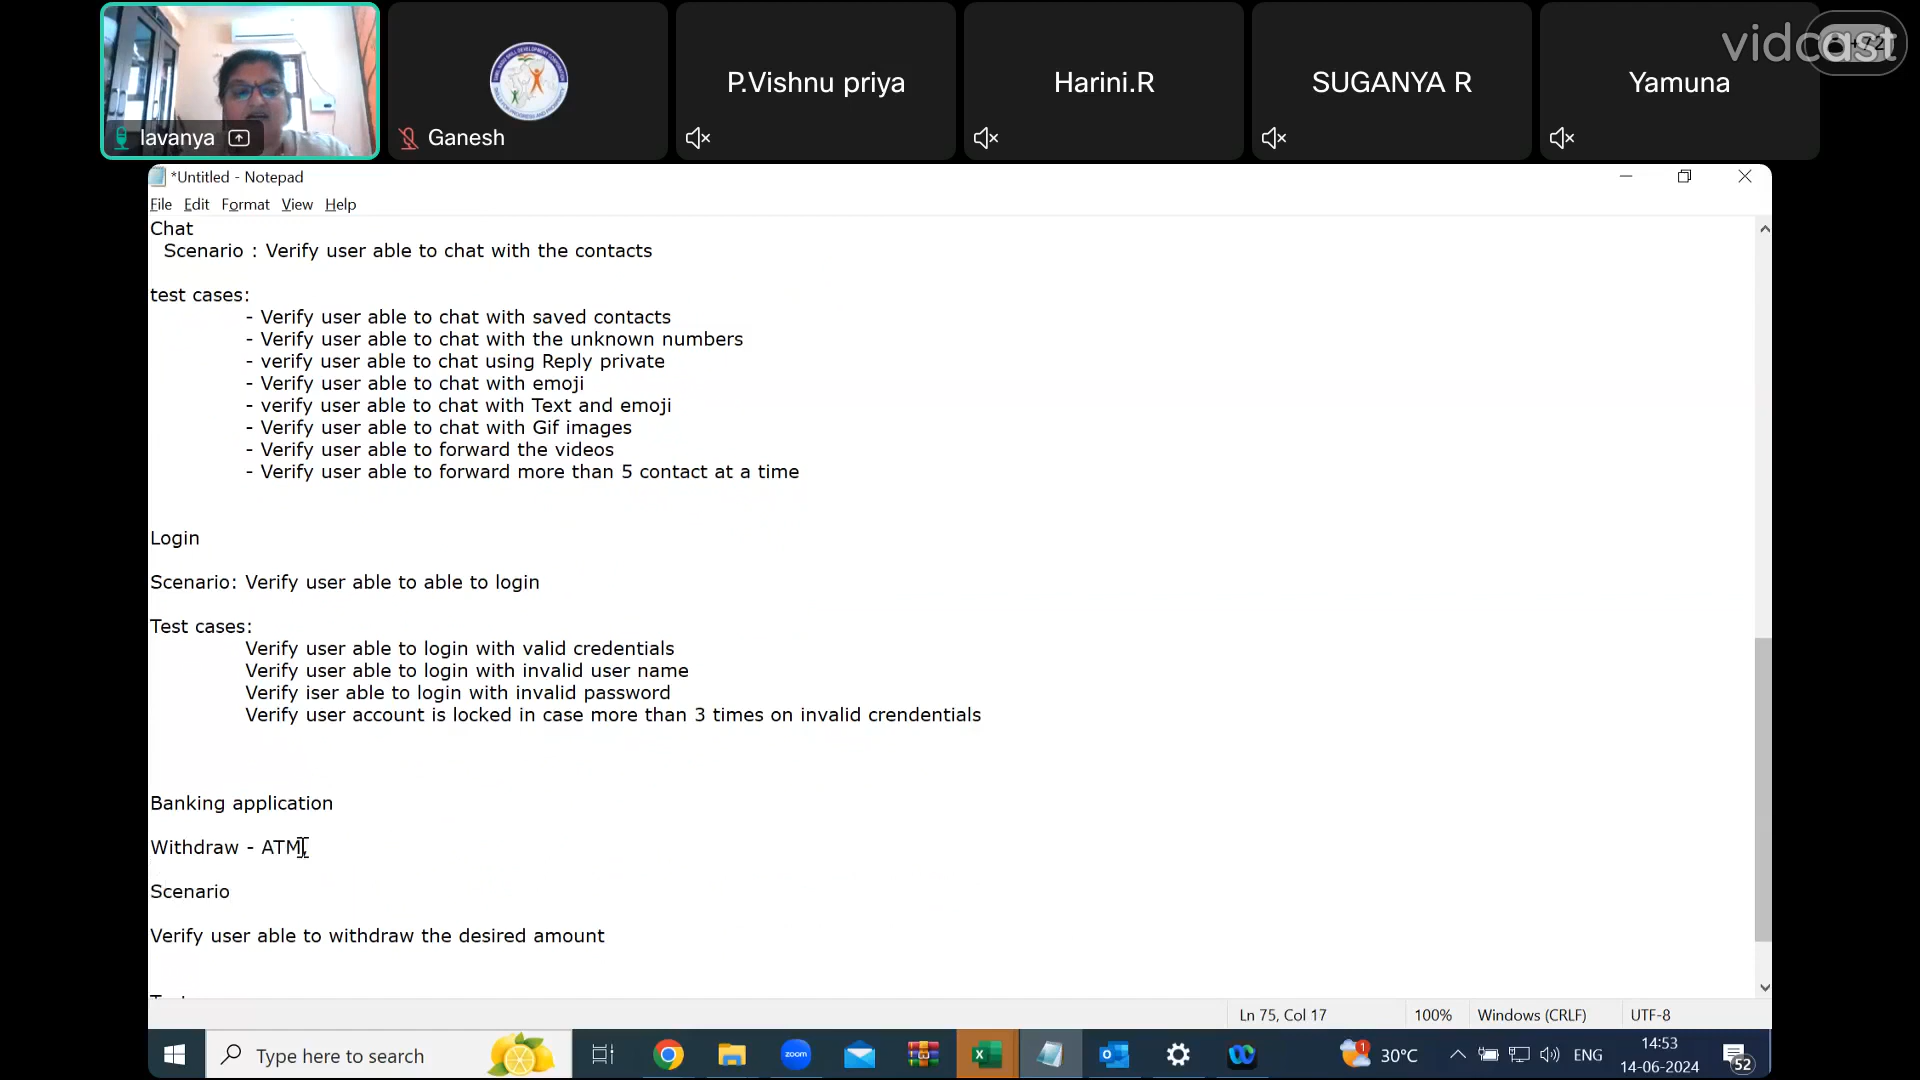 vidcast
lavanya
Ganesh
P.Vishnu priya
Harini.R
SUGANYA R
Yamuna
*Untitled - Notepad
File Edit Format View Help
Chat
Scenario : Verify user able to chat with the contacts
test cases:
- Verify user able to chat with saved contacts
- Verify user able to chat with the unknown numbers
- verify user able to chat using Reply private
- Verify user able to chat with emoji
- verify user able to chat with Text and emoji
- Verify user able to chat with Gif images
- Verify user able to forward the videos
- Verify user able to forward more than 5 contact at a time
Login
Scenario: Verify user able to able to login
Test cases:
Verify user able to login with valid credentials
Verify user able to login with invalid user name
Verify iser able to login with invalid password
Verify user account is locked in case more than 3 times on invalid crendentials
Banking application
Withdraw - ATM,
Scenario
Verify user able to withdraw the desired amount
Ln 75, Col 17 100% Windows (CRLF) UTF-8
Type here to search
zoom
1 30°C ENG 14:53
14-06-2024 52